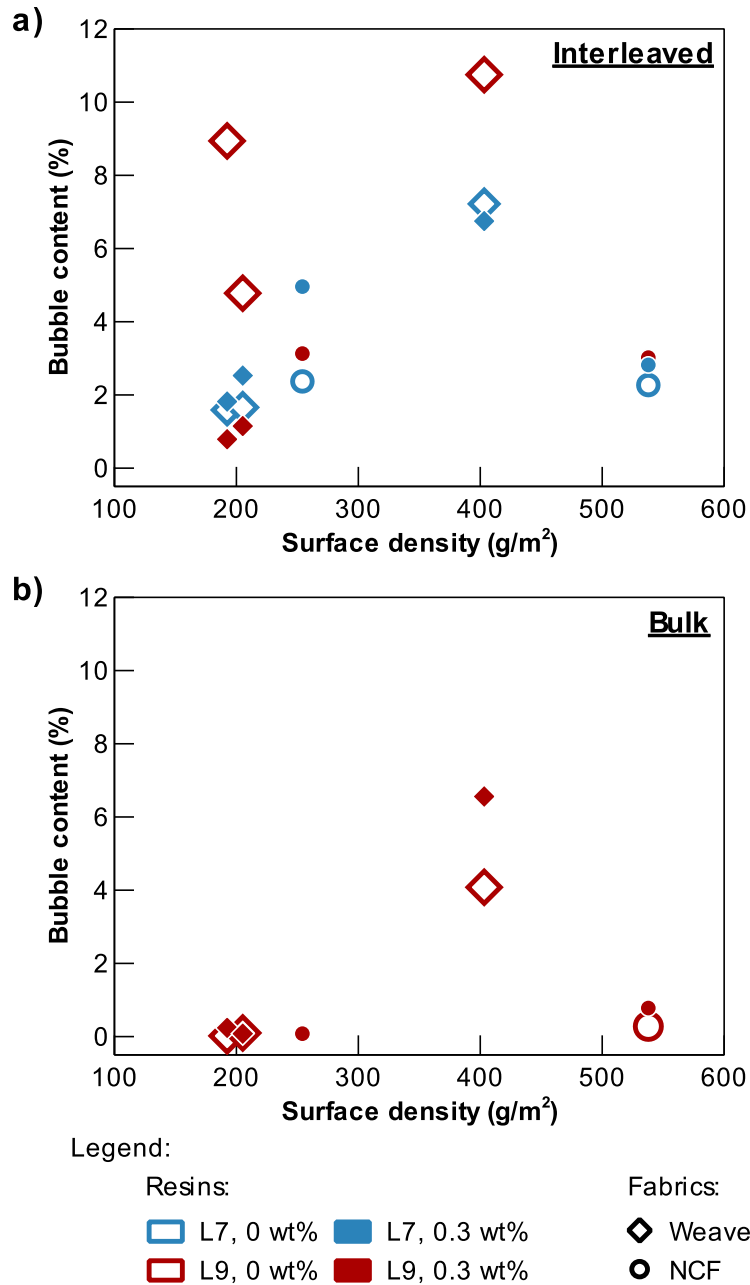 a)
Interleaved
12
10
8
6
4
2
0
Bubble content (%)
100 200 300 400 500 600
Surface density (g/m²)
b)
Bulk
12
10
8
6
4
2
0
Bubble content (%)
100 200 300 400 500 600
Surface density (g/m²)
Legend:
Resins: Fabrics:
L7, 0 wt% L7, 0.3 wt% Weave
L9, 0 wt% L9, 0.3 wt% NCF